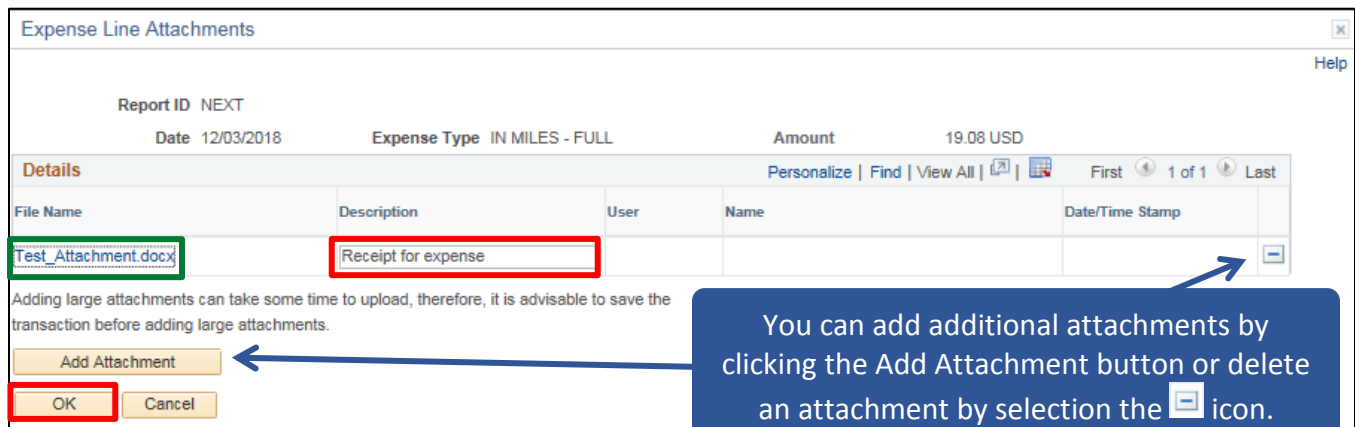 Expense Line Attachments
Help
Report ID NEXT
Date 12/03/2018 Expense Type IN MILES - FULL Amount 19.08 USD
Details Personalize | Find | View All | | First 1 of 1 Last
File Name Description User Name Date/Time Stamp
Test_Attachment.docx Receipt for expense
Adding large attachments can take some time to upload, therefore, it is advisable to save the
transaction before adding large attachments.
Add Attachment
OK Cancel
You can add additional attachments by
clicking the Add Attachment button or delete
an attachment by selection the icon.